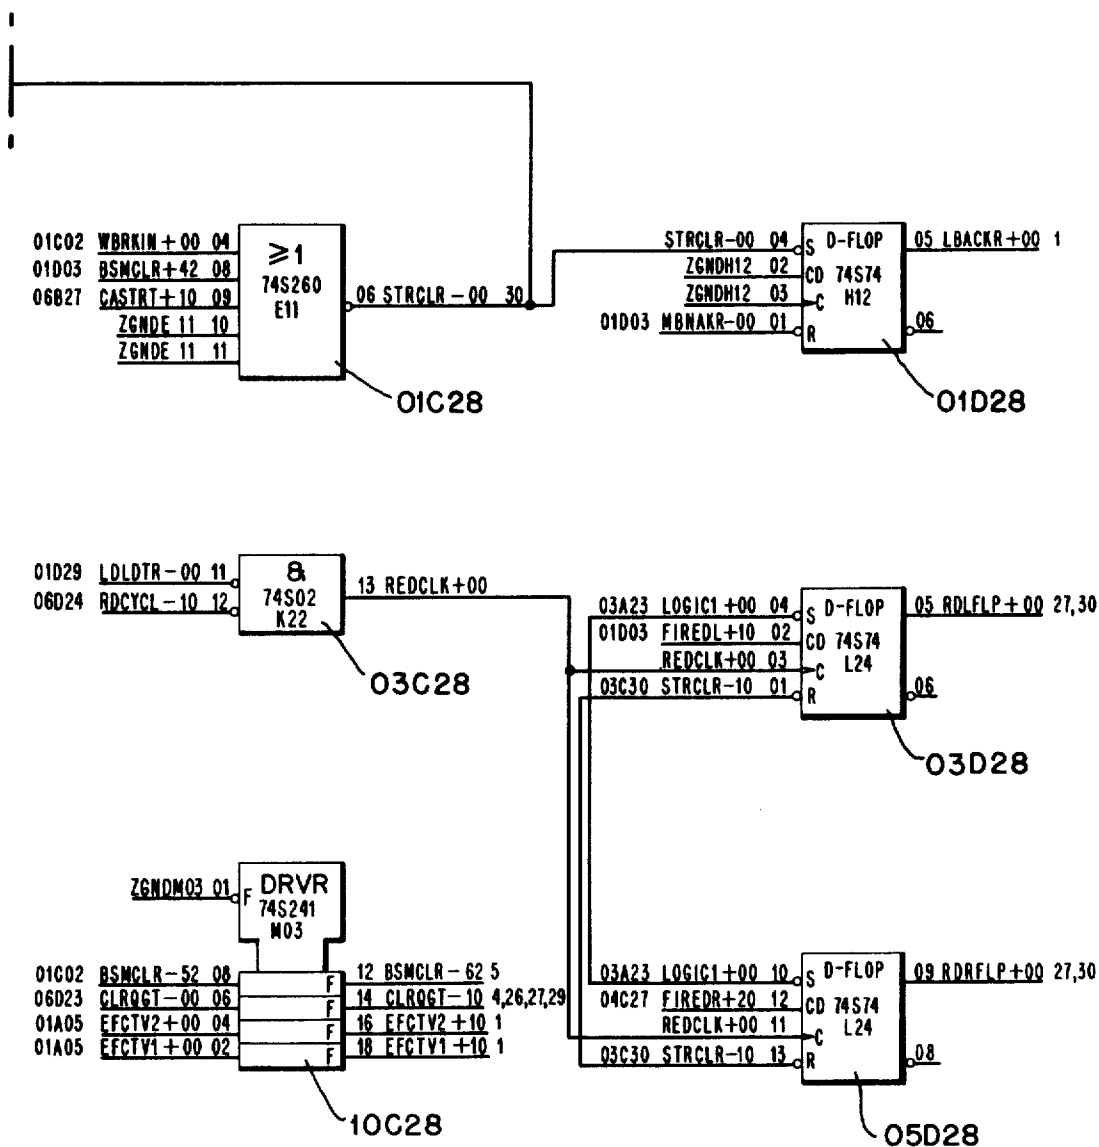 01C02 WBRKIN+00 04
01D03 BSMCLR+42 08
06B27 CASTRT+10 09
ZGNDE 11 10
ZGNDE 11 11
≥1
74S260
E11
06 STRCLR-00 30
01C28
STRCLR-00 04
ZGNDH12 02
ZGNDH12 03
01D03 MBNAKR-00 01
S D-FLOP
CD 74S74
C H12
R
05 LBACKR+00 1
06
01D28
01D29 LDLDTR-00 11
06D24 RDCYCL-10 12
&
74S02
K22
13 REDCLK+00
03C28
03A23 LOGIC1+00 04
01D03 FIREDL+10 02
REDCLK+00 03
03C30 STRCLR-10 01
S D-FLOP
CD 74S74
C L24
R
05 RDLFLP+00 27,30
06
03D28
ZGNDM03 01
F DRVR
74S241
M03
01C02 BSMCLR-52 08 F 12 BSMCLR-62 5
06D23 CLRQGT-00 06 F 14 CLRQGT-10 4,26,27,29
01A05 EFCTV2+00 04 F 16 EFCTV2+10 1
01A05 EFCTV1+00 02 F 18 EFCTV1+10 1
10C28
03A23 LOGIC1+00 10
04C27 FIREDR+20 12
REDCLK+00 11
03C30 STRCLR-10 13
S D-FLOP
CD 74S74
C L24
R
09 RDRFLP+00 27,30
08
05D28